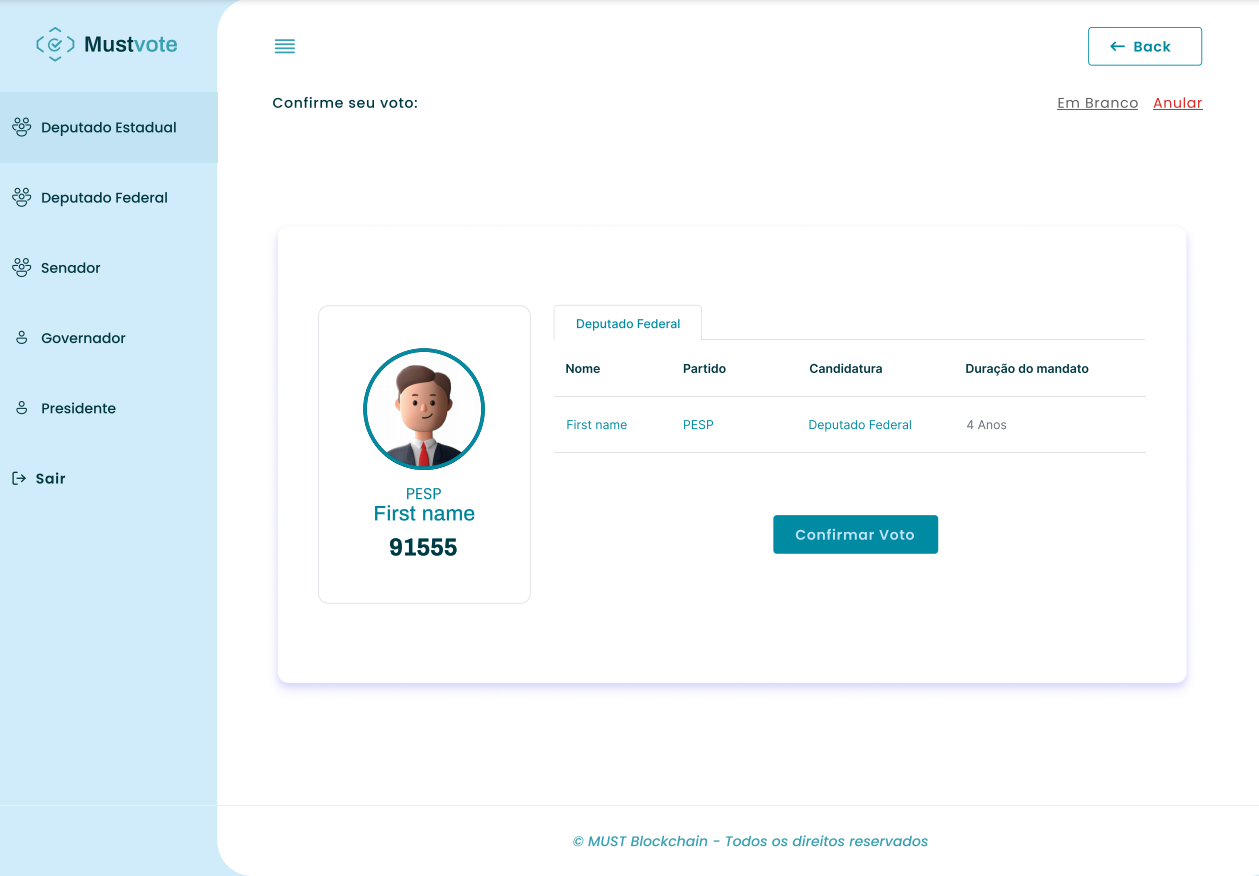 Mustvote
Back
Confirme seu voto:
Em Branco Anular
Deputado Estadual
Deputado Federal
Senador
Governador
Presidente
Sair
PESP
First name
91555
Deputado Federal
Nome Partido Candidatura Duração do mandato
First name PESP Deputado Federal 4 Anos
Confirmar Voto
© MUST Blockchain - Todos os direitos reservados